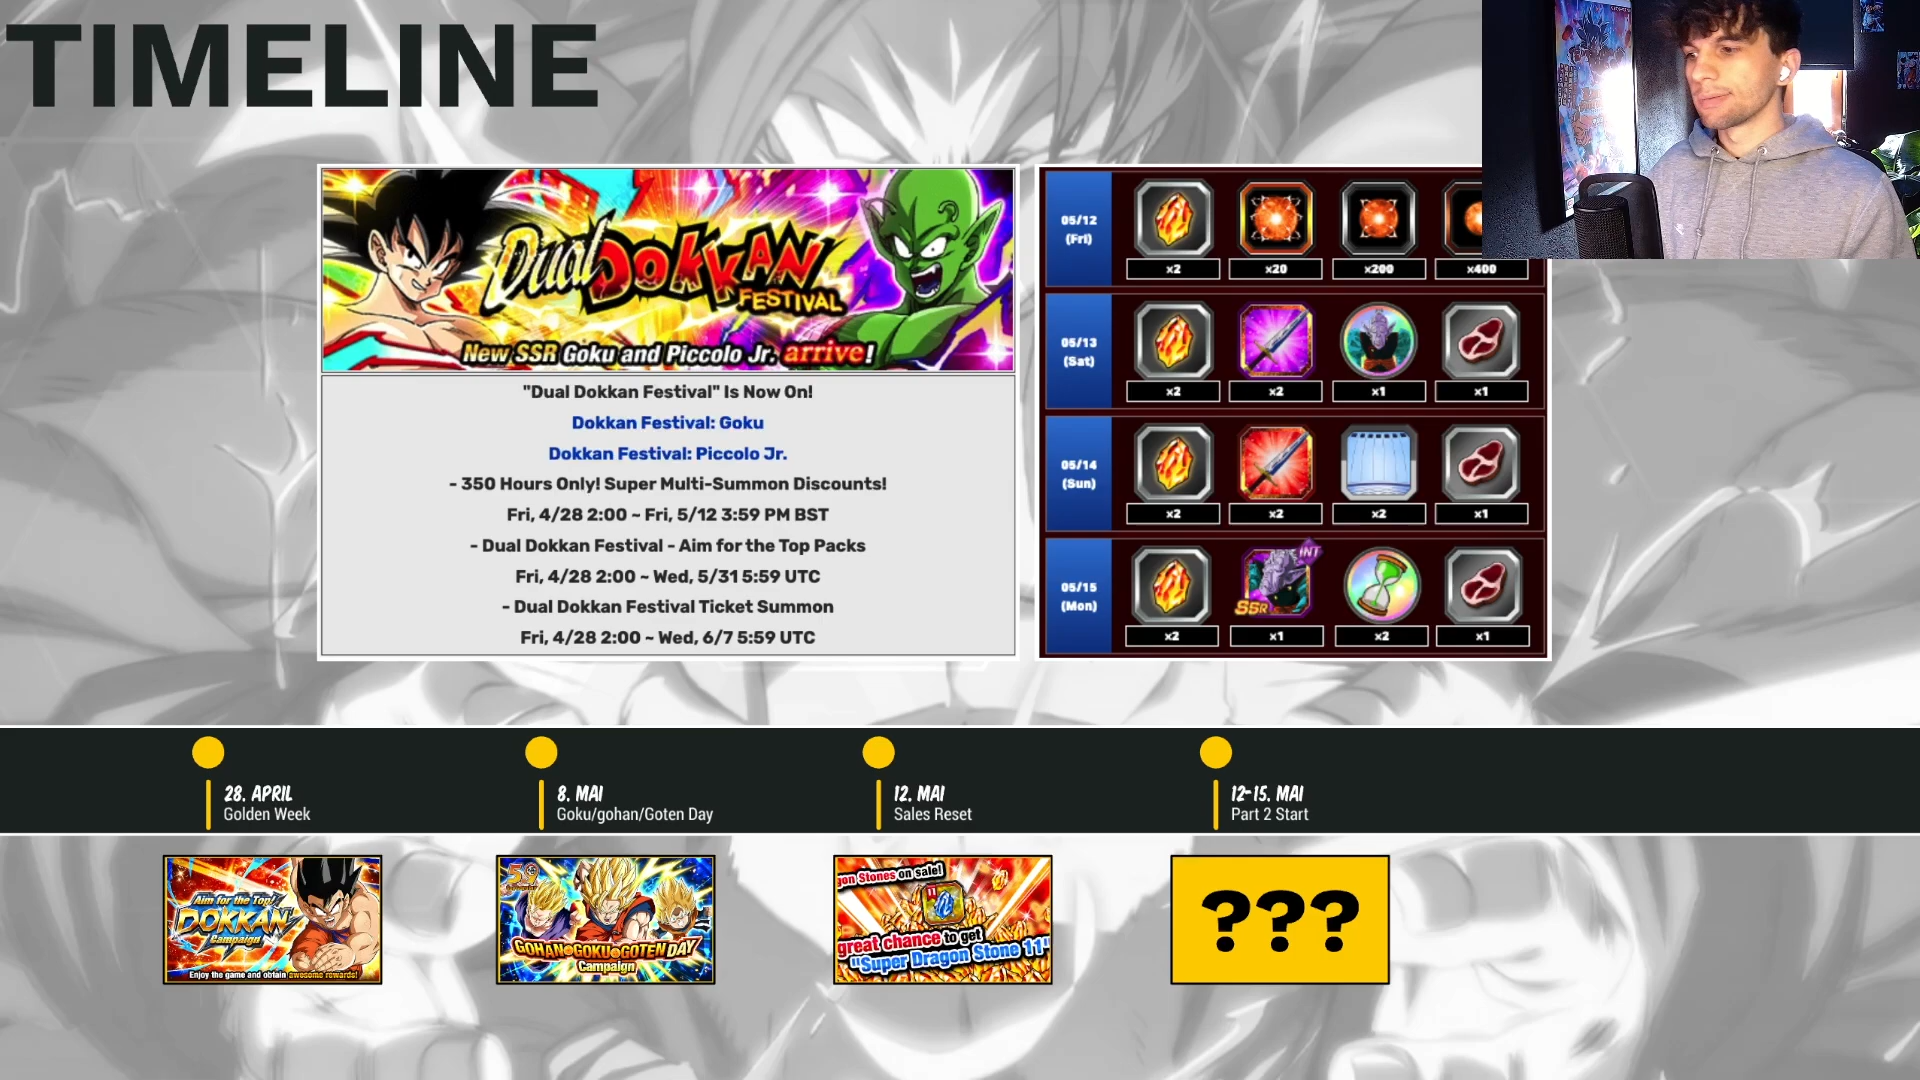 TIMELINE
Dual DOKKAN
FESTIVAL
New SSR Goku and Piccolo Jr. arrive!
"Dual Dokkan Festival" Is Now On!
Dokkan Festival: Goku
Dokkan Festival: Piccolo Jr.
- 350 Hours Only! Super Multi-Summon Discounts!
Fri, 4/28 2:00 ~ Fri, 5/12 3:59 PM BST
- Dual Dokkan Festival - Aim for the Top Packs
Fri, 4/28 2:00 ~ Wed, 5/31 5:59 UTC
- Dual Dokkan Festival Ticket Summon
Fri, 4/28 2:00 ~ Wed, 6/7 5:59 UTC
05/12
(Fri)
x2 x20 x200 x400
05/13
(Sat)
x2 x2 x1 x1
05/14
(Sun)
x2 x2 x2 x1
05/15
(Mon)
INT
SSR
x2 x1 x2 x1
28. APRIL
Golden Week
8. MAI
Goku/gohan/Goten Day
12. MAI
Sales Reset
12-15. MAI
Part 2 Start
Aim for the Top!
DOKKAN
Campaign
Enjoy the game and obtain awesome rewards!
GOHAN GOKU GOTEN DAY
Campaign
gon Stones on sale!
11
great chance to get
"Super Dragon Stone 11"
???